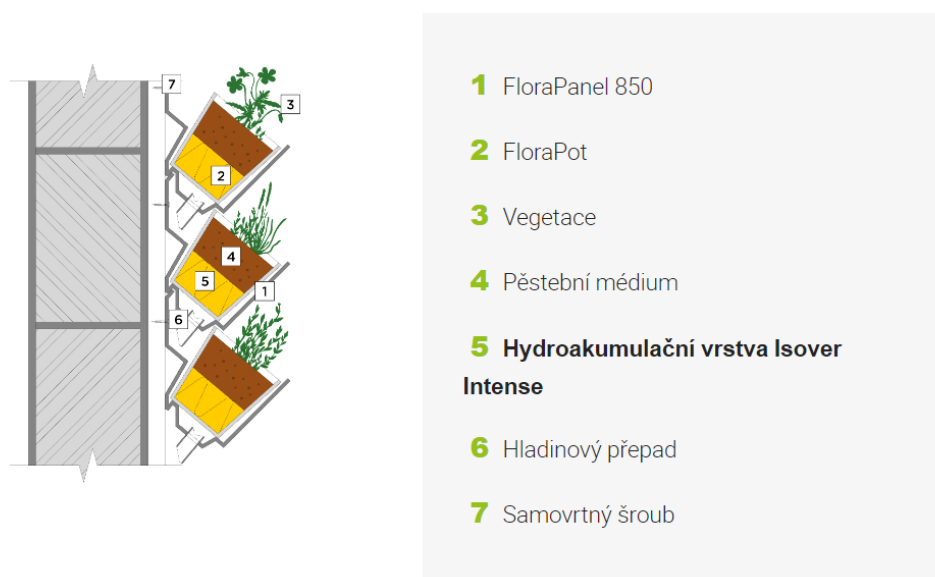 7
3
2
4
5
1
6
1 FloraPanel 850
2 FloraPot
3 Vegetace
4 Pěstební médium
5 Hydroakumulační vrstva Isover
Intense
6 Hladinový přepad
7 Samovrtný šroub